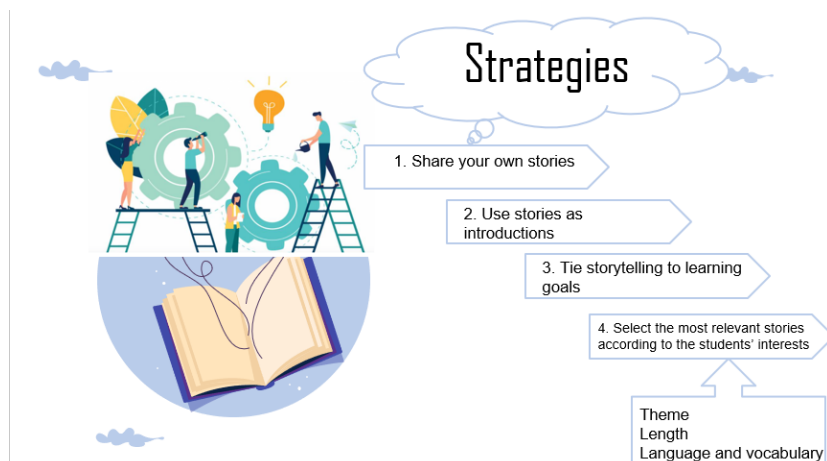 Strategies
1. Share your own stories
2. Use stories as
introductions
3. Tie storytelling to learning
goals
4. Select the most relevant stories
according to the students' interests
Theme
Length
Language and vocabulary